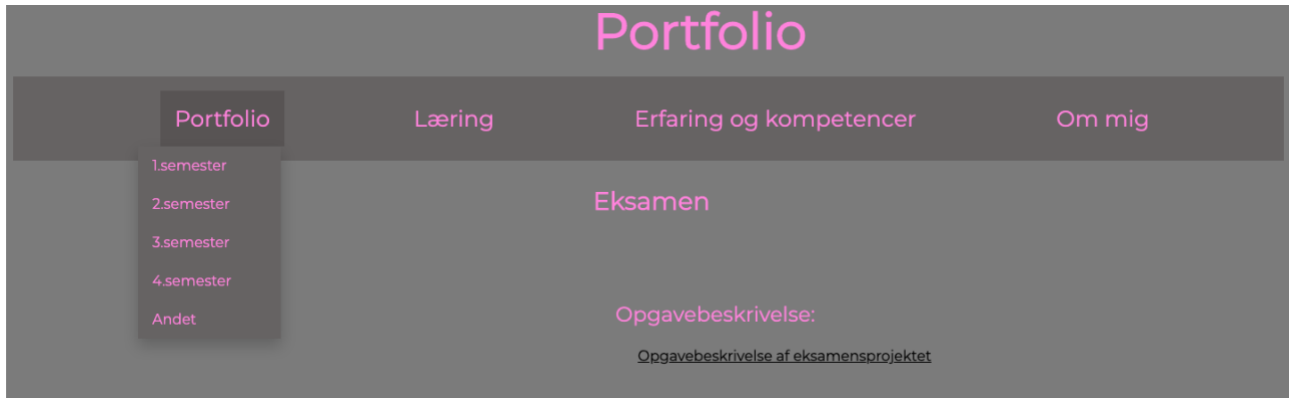 Portfolio
Portfolio Læring Erfaring og kompetencer Om mig
1.semester
2.semester
3.semester
4.semester
Andet
Eksamen
Opgavebeskrivelse:
Opgavebeskrivelse af eksamensprojektet